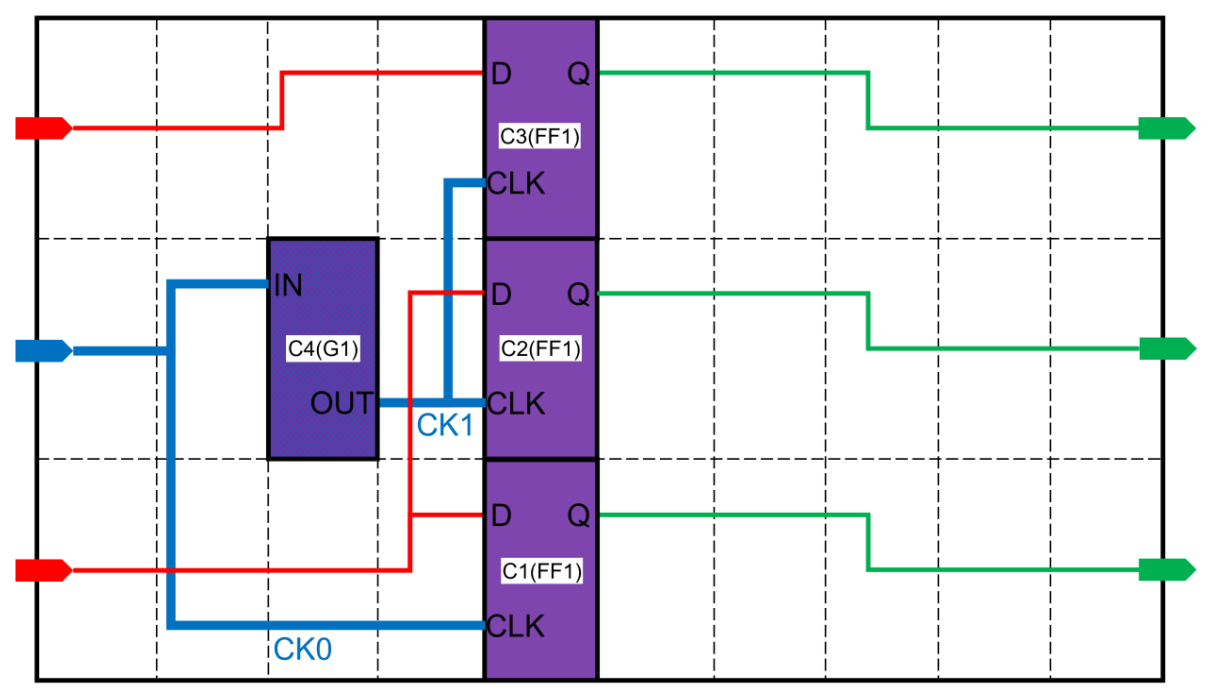 D Q
C3(FF1)
CLK
IN
D Q
C4(G1)
C2(FF1)
OUT
CLK
CK1
D Q
C1(FF1)
CLK
CK0